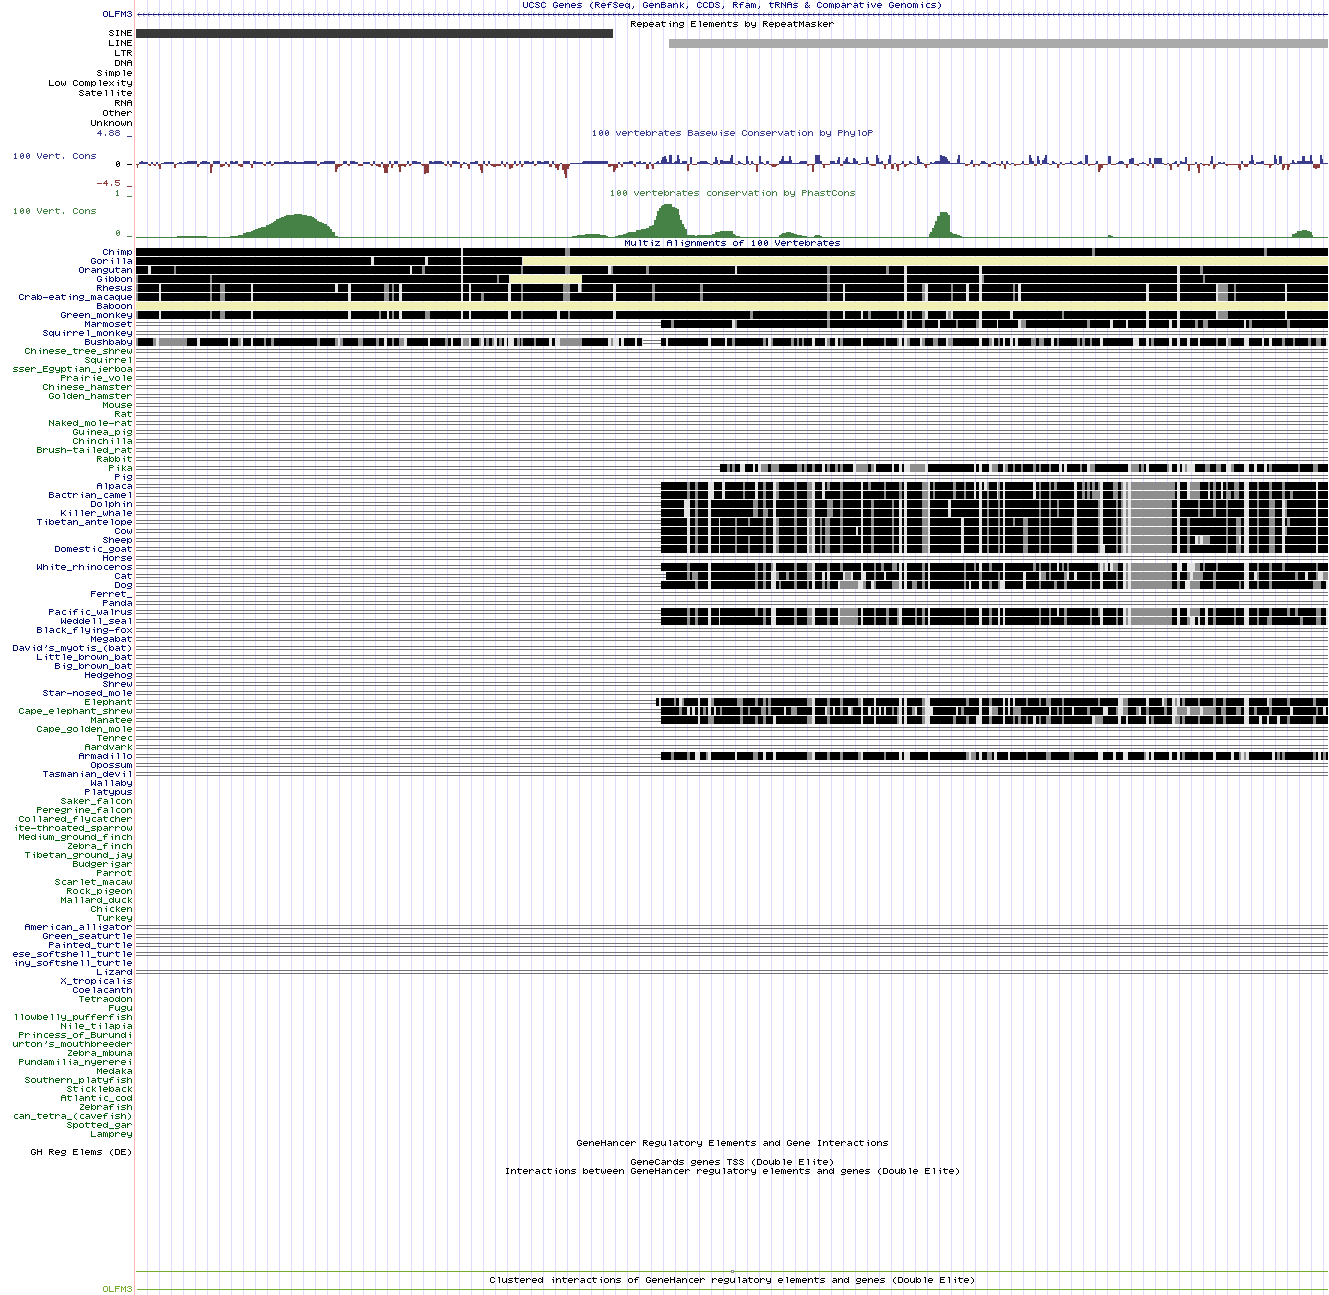 UCSC Genes (RefSeq, GenBank, CCDS, Rfam, tRNAs & Comparative Genomics)
OLFM3
Repeating Elements by RepeatMasker
SINE
LINE
LTR
DNA
Simple
Low Complexity
Satellite
RNA
Other
Unknown
4.88 _
100 vertebrates Basewise Conservation by PhyloP
100 Vert. Cons
0 _
-4.5 _
1 _
100 vertebrates conservation by PhastCons
100 Vert. Cons
0 _
Multiz Alignments of 100 Vertebrates
Chimp
Gorilla
Orangutan
Gibbon
Rhesus
Crab-eating_macaque
Baboon
Green_monkey
Marmoset
Squirrel_monkey
Bushbaby
Chinese_tree_shrew
Squirrel
sser_Egyptian_jerboa
Prairie_vole
Chinese_hamster
Golden_hamster
Mouse
Rat
Naked_mole-rat
Guinea_pig
Chinchilla
Brush-tailed_rat
Rabbit
Pika
Pig
Alpaca
Bactrian_camel
Dolphin
Killer_whale
Tibetan_antelope
Cow
Sheep
Domestic_goat
Horse
White_rhinoceros
Cat
Dog
Ferret_
Panda
Pacific_walrus
Weddell_seal
Black_flying-fox
Megabat
David's_myotis_(bat)
Little_brown_bat
Big_brown_bat
Hedgehog
Shrew
Star-nosed_mole
Elephant
Cape_elephant_shrew
Manatee
Cape_golden_mole
Tenrec
Aardvark
Armadillo
Opossum
Tasmanian_devil
Wallaby
Platypus
Saker_falcon
Peregrine_falcon
Collared_flycatcher
ite-throated_sparrow
Medium_ground_finch
Zebra_finch
Tibetan_ground_jay
Budgerigar
Parrot
Scarlet_macaw
Rock_pigeon
Mallard_duck
Chicken
Turkey
American_alligator
Green_seaturtle
Painted_turtle
ese_softshell_turtle
iny_softshell_turtle
Lizard
X_tropicalis
Coelacanth
Tetraodon
Fugu
llowbelly_pufferfish
Nile_tilapia
Princess_of_Burundi
urton's_mouthbreeder
Zebra_mbuna
Pundamilia_nyererei
Medaka
Southern_platyfish
Stickleback
Atlantic_cod
Zebrafish
can_tetra_(cavefish)
Spotted_gar
Lamprey
GeneHancer Regulatory Elements and Gene Interactions
GH Reg Elems (DE)
GeneCards genes TSS (Double Elite)
Interactions between GeneHancer regulatory elements and genes (Double Elite)
Clustered interactions of GeneHancer regulatory elements and genes (Double Elite)
OLFM3